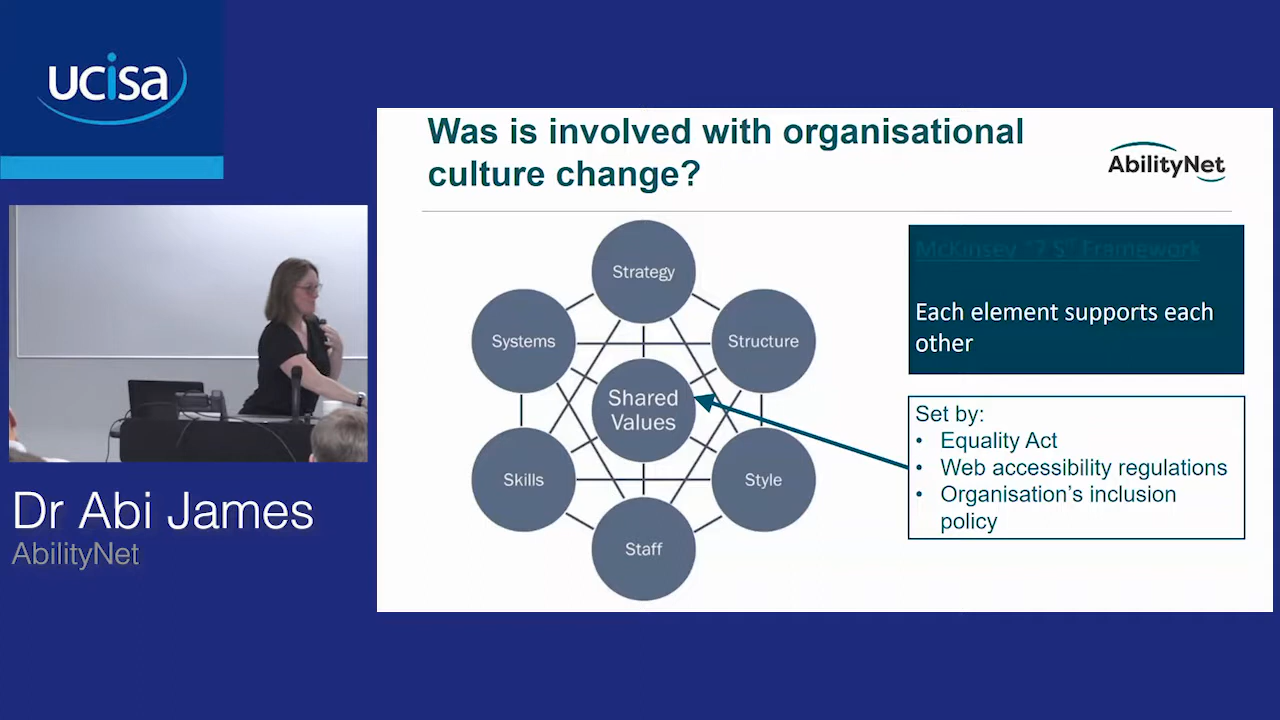 ucisa
Was is involved with organisational
culture change?
AbilityNet
McKinsey "7 S" Framework
Each element supports each
other
Strategy
Systems
Structure
Shared
Values
Skills
Style
Staff
Set by:
• Equality Act
• Web accessibility regulations
• Organisation's inclusion
policy
Dr Abi James
AbilityNet